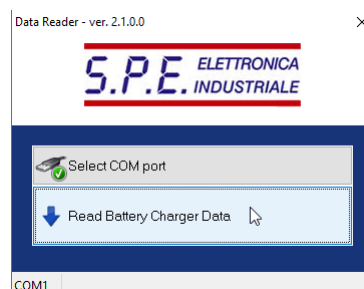 Data Reader - ver. 2.1.0.0
S.P.E. ELETTRONICA
INDUSTRIALE
Select COM port
Read Battery Charger Data
COM1